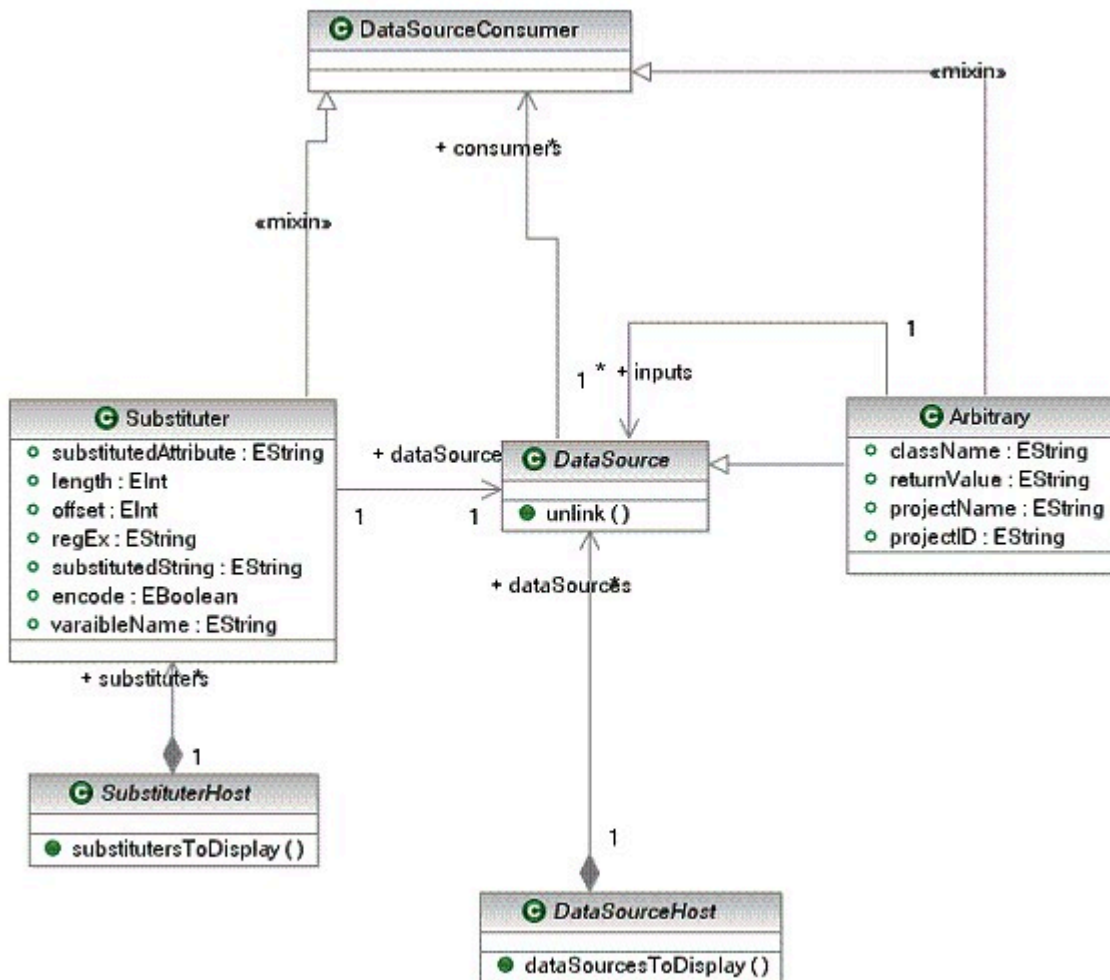 DataSourceConsumer
«mixin»
+ consumers
*
«mixin»
1
1
* + inputs
Substituter
substitutedAttribute : EString
length : EInt
offset : EInt
regEx : EString
substitutedString : EString
encode : EBoolean
varaibleName : EString
+ dataSource
1
1
DataSource
unlink ( )
Arbitrary
className : EString
returnValue : EString
projectName : EString
projectID : EString
+ dataSources
*
+ substituters
*
1
SubstituterHost
substitutersToDisplay ( )
1
DataSourceHost
dataSourcesToDisplay ( )